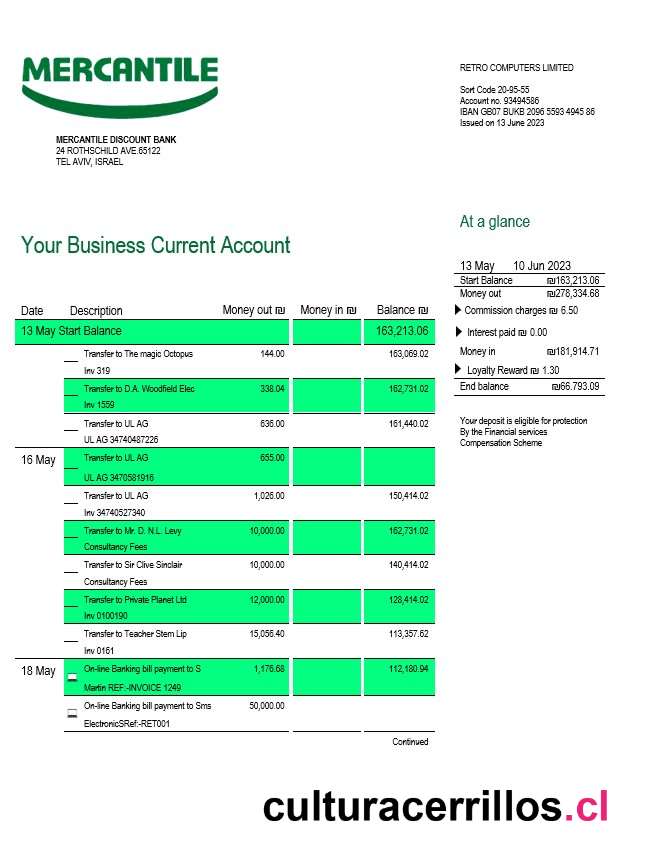 MERCANTILE
MERCANTILE DISCOUNT BANK
24 ROTHSCHILD AVE.65122
TEL AVIV, ISRAEL
RETRO COMPUTERS LIMITED
Sort Code 20-95-55
Account no. 93494586
IBAN GB07 BUKB 2096 5593 4945 86
Issued on 13 June 2023
Your Business Current Account
At a glance
13 May 10 Jun 2023
Start Balance ₪163,213.06
Money out ₪278,334.68
Commission charges ₪ 6.50
Interest paid ₪ 0.00
Money in ₪181,914.71
Loyalty Reward ₪ 1.30
End balance ₪66.793.09
Your deposit is eligible for protection
By the Financial services
Compensation Scheme
Date Description Money out ₪ Money in ₪ Balance ₪
13 May Start Balance 163,213.06
Transfer to The magic Octopus 144.00 163,069.02
Inv 319
Transfer to D.A. Woodfield Elec 338.04 162,731.02
Inv 1559
Transfer to UL AG 636.00 161,440.02
UL AG 34740487226
16 May Transfer to UL AG 655.00
UL AG 3470581916
Transfer to UL AG 1,026.00 150,414.02
Inv 34740527340
Transfer to Mr. D. N.L. Levy 10,000.00 162,731.02
Consultancy Fees
Transfer to Sir Clive Sinclair 10,000.00 140,414.02
Consultancy Fees
Transfer to Private Planet Ltd 12,000.00 128,414.02
Inv 0100190
Transfer to Teacher Stem Lip 15,056.40 113,357.62
Inv 0161
18 May On-line Banking bill payment to S 1,176.68 112,180.94
Martin REF:-INVOICE 1249
On-line Banking bill payment to Sms 50,000.00
ElectronicSRef:-RET001
Continued
culturacerrillos.cl